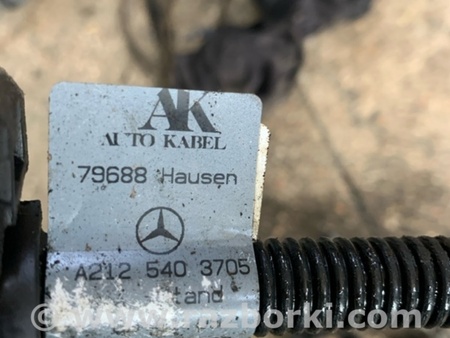 AK
AUTO KABEL
79688 Hausen
A212 540 3705